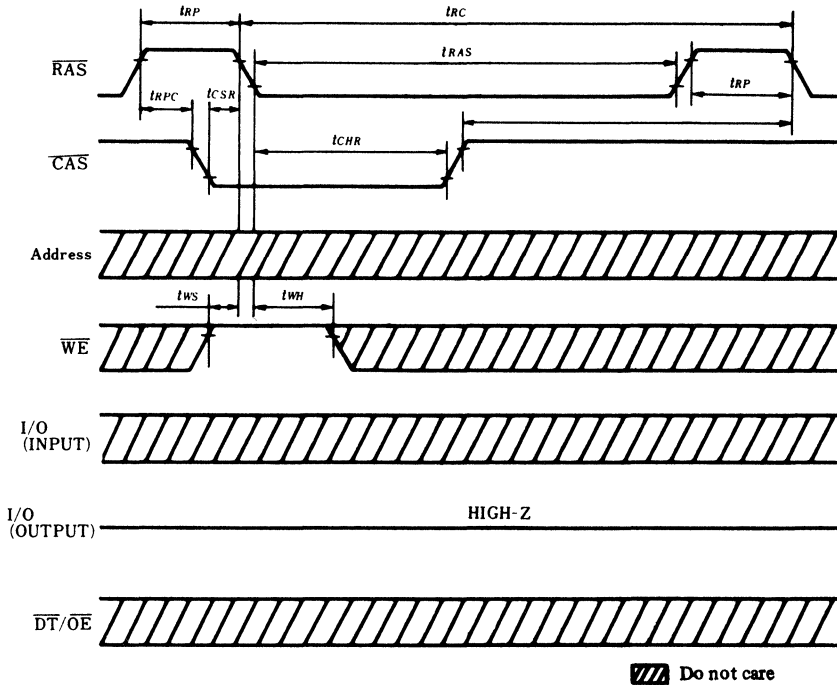 tRP
tRC
RAS
tRAS
tRPC
tCSR
tRP
CAS
tCHR
Address
tWS
tWH
WE
I/O
(INPUT)
I/O
(OUTPUT)
HIGH-Z
DT/OE
Do not care